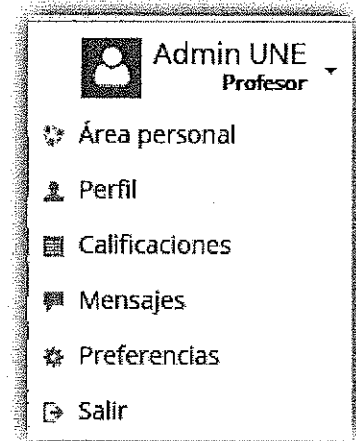 Admin UNE
Profesor
Área personal
Perfil
Calificaciones
Mensajes
Preferencias
Salir